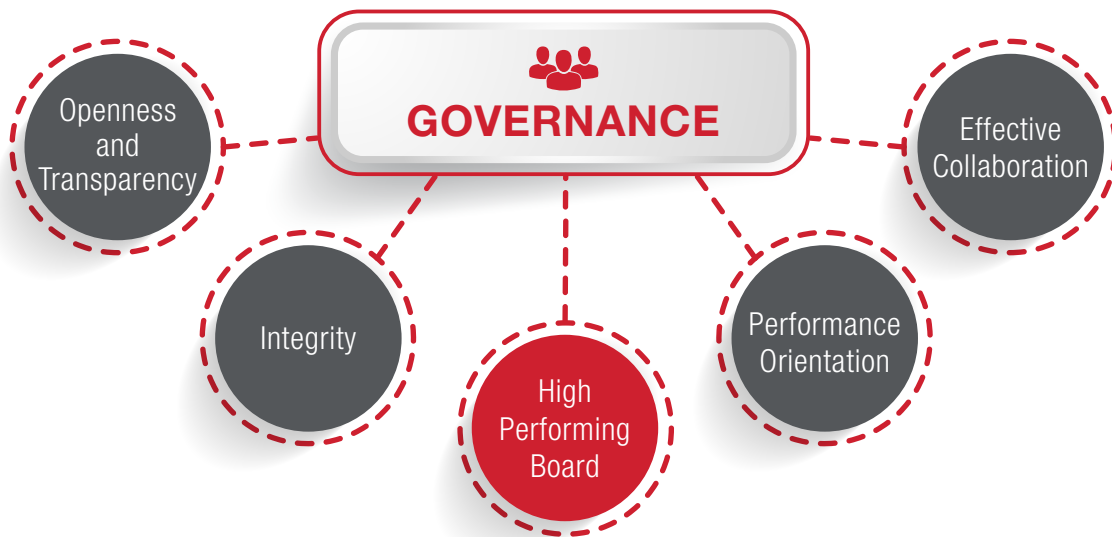 GOVERNANCE
Openness
and
Transparency
Integrity
High
Performing
Board
Performance
Orientation
Effective
Collaboration